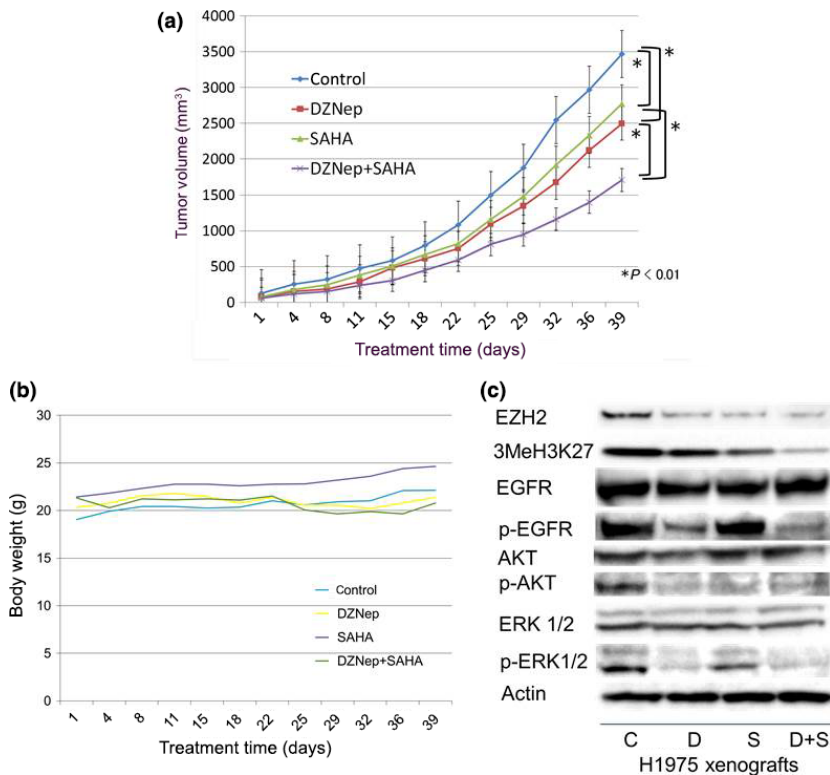 (a)
4000
3500
3000
2500
2000
1500
1000
500
0
Tumor volume (mm³)
Control
DZNep
SAHA
DZNep+SAHA
*
*
*
*
*P < 0.01
1 4 8 11 15 18 22 25 29 32 36 39
Treatment time (days)
(b)
30
25
20
15
10
5
0
Body weight (g)
Control
DZNep
SAHA
DZNep+SAHA
1 4 8 11 15 18 22 25 29 32 36 39
Treatment time (days)
(c)
EZH2
3MeH3K27
EGFR
p-EGFR
AKT
p-AKT
ERK 1/2
p-ERK1/2
Actin
C D S D+S
H1975 xenografts